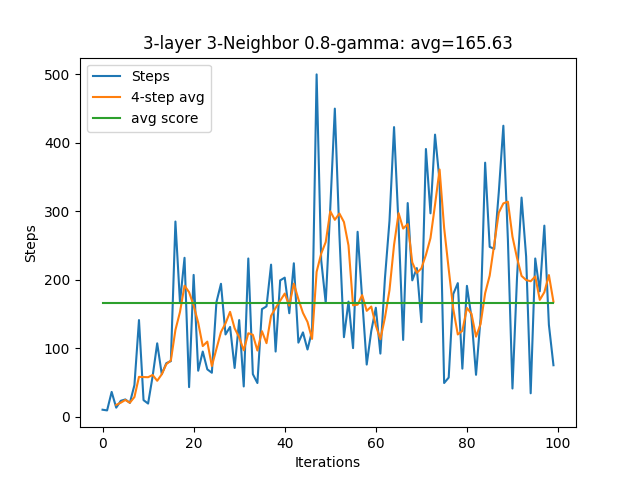 3-layer 3-Neighbor 0.8-gamma: avg=165.63
Steps
4-step avg
avg score
500
400
300
200
100
0
Steps
0 20 40 60 80 100
Iterations